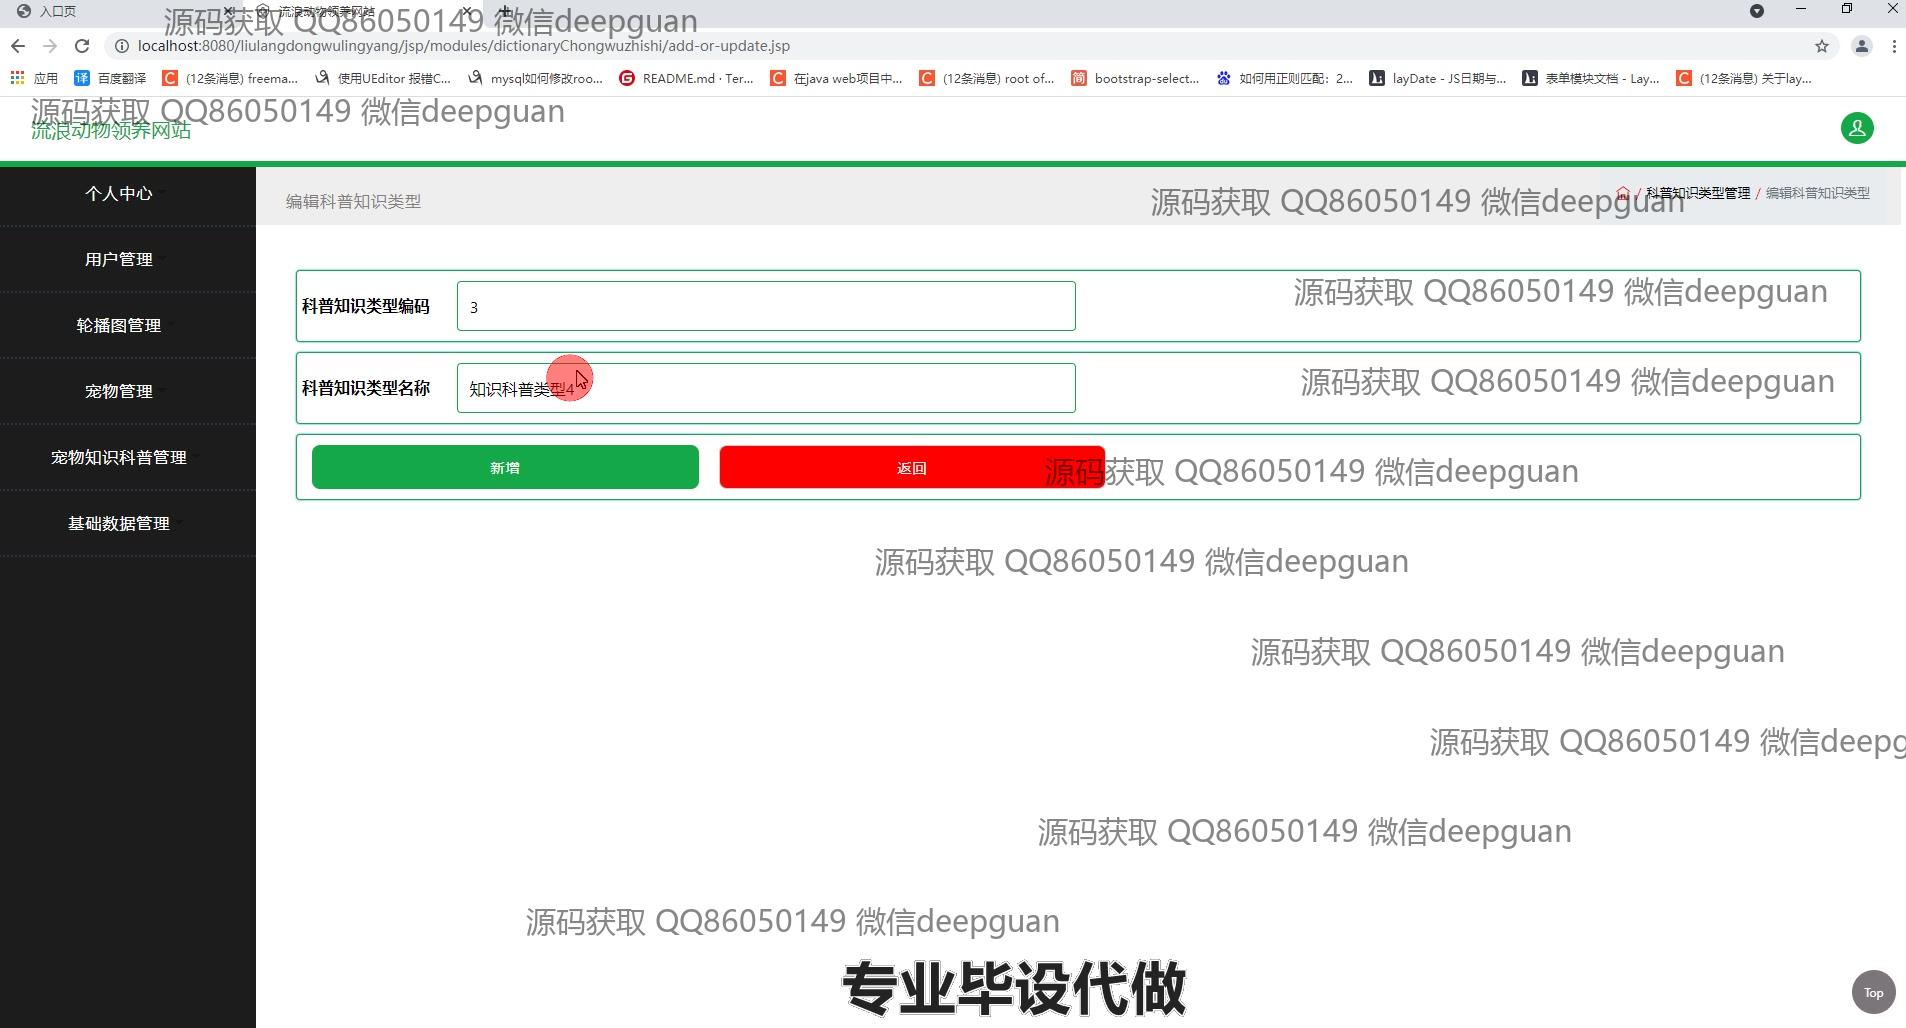 入口页
流浪动物领养网站
源码获取 QQ86050149 微信deepguan
localhost:8080/liulangdongwulingyang/jsp/modules/dictionaryChongwuzhishi/add-or-update.jsp
应用 百度翻译 (12条消息) freema... 使用UEditor 报错C... mysql如何修改roo... README.md · Ter... 在java web项目中... (12条消息) root of... bootstrap-select... 如何用正则匹配：2... layDate - JS日期与... 表单模块文档 - Lay... (12条消息) 关于lay...
源码获取 QQ86050149 微信deepguan
流浪动物领养网站
个人中心
编辑科普知识类型
源码获取 QQ86050149 微信deepguan
/ 科普知识类型管理 / 编辑科普知识类型
用户管理
科普知识类型编码 3
源码获取 QQ86050149 微信deepguan
轮播图管理
科普知识类型名称 知识科普类型4
源码获取 QQ86050149 微信deepguan
宠物管理
宠物知识科普管理
新增 返回
源码获取 QQ86050149 微信deepguan
基础数据管理
源码获取 QQ86050149 微信deepguan
源码获取 QQ86050149 微信deepguan
源码获取 QQ86050149 微信deepg
源码获取 QQ86050149 微信deepguan
源码获取 QQ86050149 微信deepguan
专业毕设代做
Top